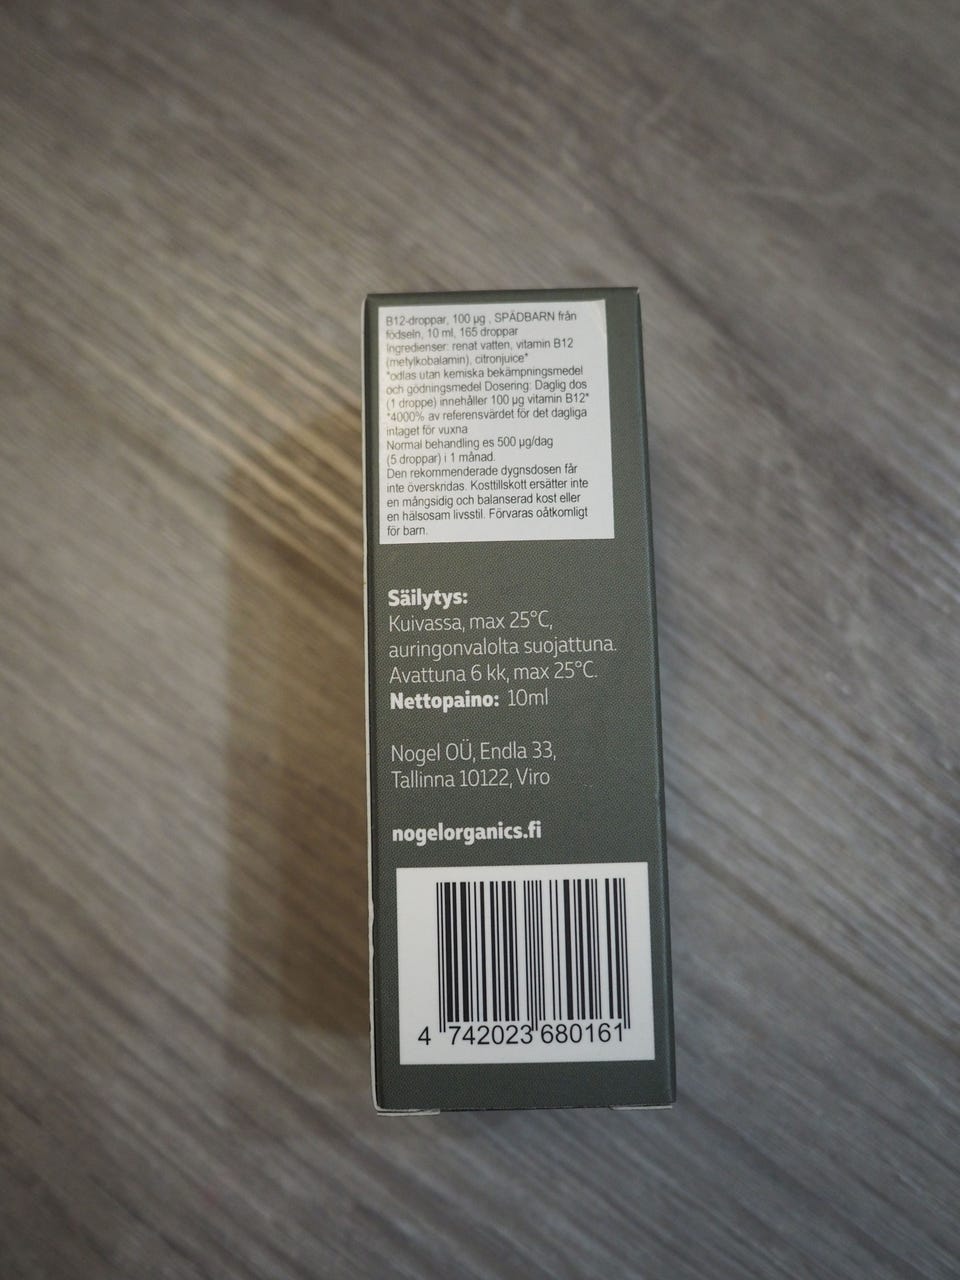 B12-droppar, 100 µg , SPÄDBARN från
födseln, 10 ml, 165 droppar
Ingredienser: renat vatten, vitamin B12
(metylkobalamin), citronjuice*
*odlas utan kemiska bekämpningsmedel
och gödningsmedel Dosering: Daglig dos
(1 droppe) innehåller 100 µg vitamin B12*
*4000% av referensvärdet för det dagliga
intaget för vuxna
Normal behandling es 500 µg/dag
(5 droppar) i 1 månad.
Den rekommenderade dygnsdosen får
inte överskridas. Kosttillskott ersätter inte
en mångsidig och balanserad kost eller
en hälsosam livsstil. Förvaras oåtkomligt
för barn.
Säilytys:
Kuivassa, max 25°C,
auringonvalolta suojattuna.
Avattuna 6 kk, max 25°C.
Nettopaino: 10ml
Nogel OÜ, Endla 33,
Tallinna 10122, Viro
nogelorganics.fi
4 742023 680161